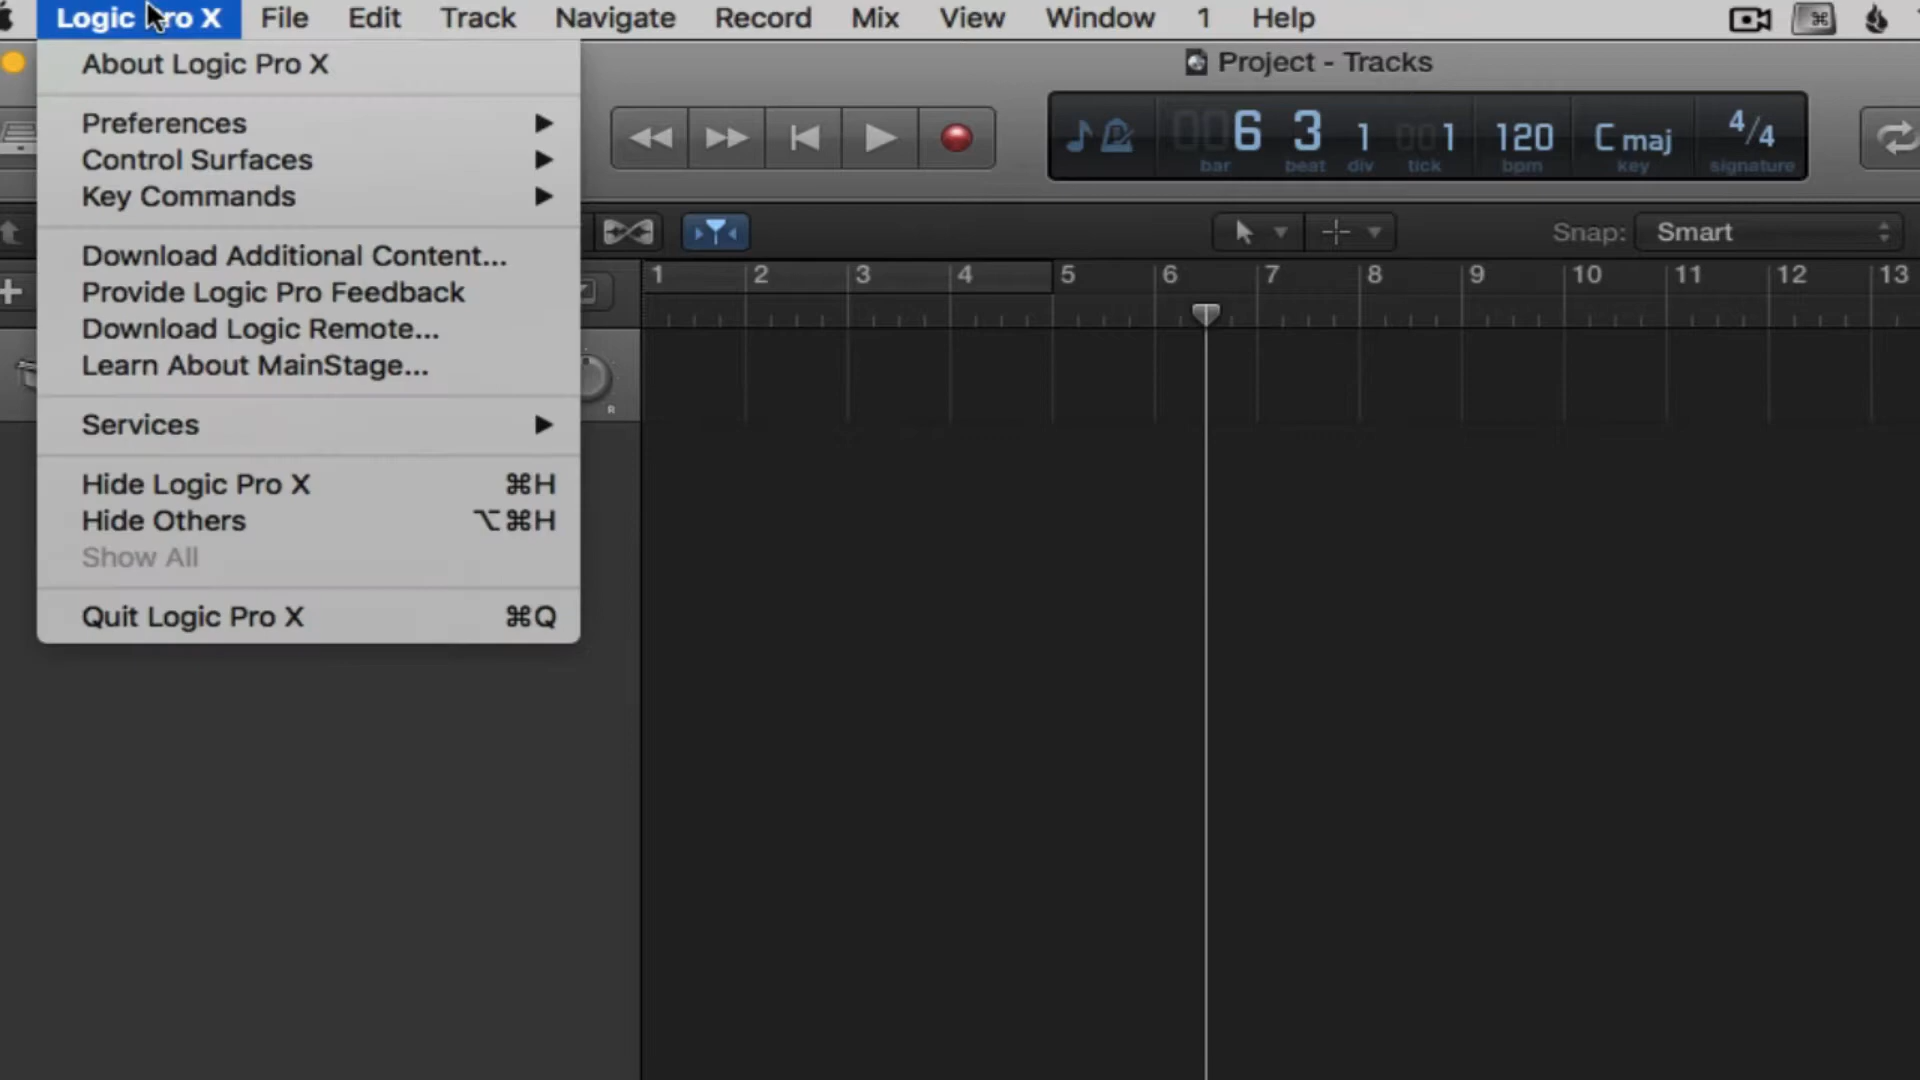 Logic Pro X File Edit Track Navigate Record Mix View Window 1 Help
About Logic Pro X
Preferences
Control Surfaces
Key Commands
Download Additional Content...
Provide Logic Pro Feedback
Download Logic Remote...
Learn About MainStage...
Services
Hide Logic Pro X ⌘H
Hide Others ⌥⌘H
Show All
Quit Logic Pro X ⌘Q
Project - Tracks
006 3 1 001 120 C maj 4/4
bar beat div tick bpm key signature
Snap: Smart
1 2 3 4 5 6 7 8 9 10 11 12 13
R